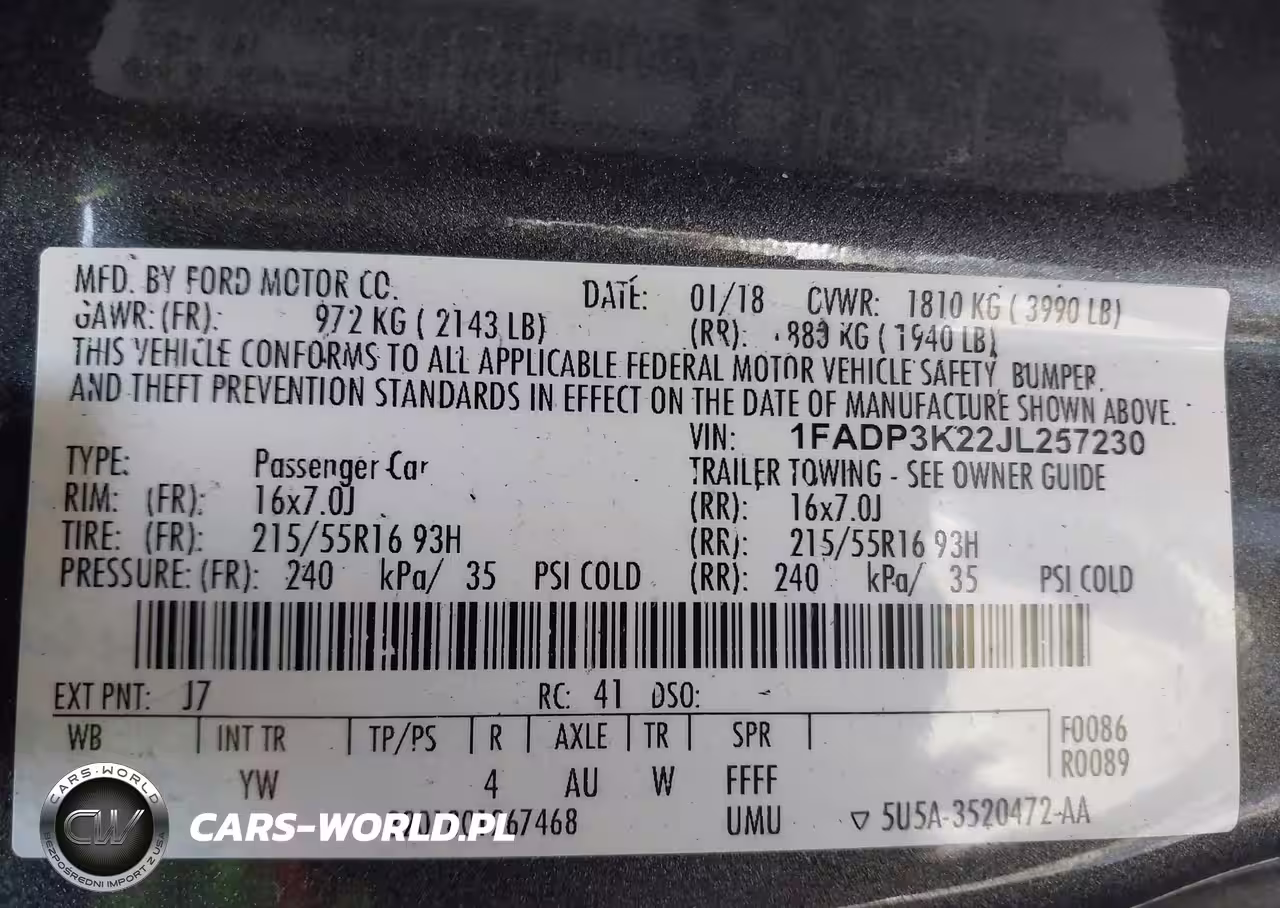 MFD. BY FORD MOTOR CO. DATE: 01/18 GVWR: 1810 KG ( 3990 LB)
GAWR: (FR): 972 KG ( 2143 LB) (RR): 883 KG ( 1940 LB)
THIS VEHICLE CONFORMS TO ALL APPLICABLE FEDERAL MOTOR VEHICLE SAFETY, BUMPER,
AND THEFT PREVENTION STANDARDS IN EFFECT ON THE DATE OF MANUFACTURE SHOWN ABOVE.
VIN: 1FADP3K22JL257230
TYPE: Passenger Car TRAILER TOWING - SEE OWNER GUIDE
RIM: (FR): 16x7.0J (RR): 16x7.0J
TIRE: (FR): 215/55R16 93H (RR): 215/55R16 93H
PRESSURE: (FR): 240 kPa/ 35 PSI COLD (RR): 240 kPa/ 35 PSI COLD
EXT PNT: J7 RC: 41 DSO: -
WB | INT TR | TP/PS | R | AXLE | TR | SPR | F0086
R0089
YW 4 AU W FFFF
UMU ▽ 5U5A-3520472-AA
CARS-WORLD
CW
BEZPOŚREDNI IMPORT Z USA
CARS-WORLD.PL